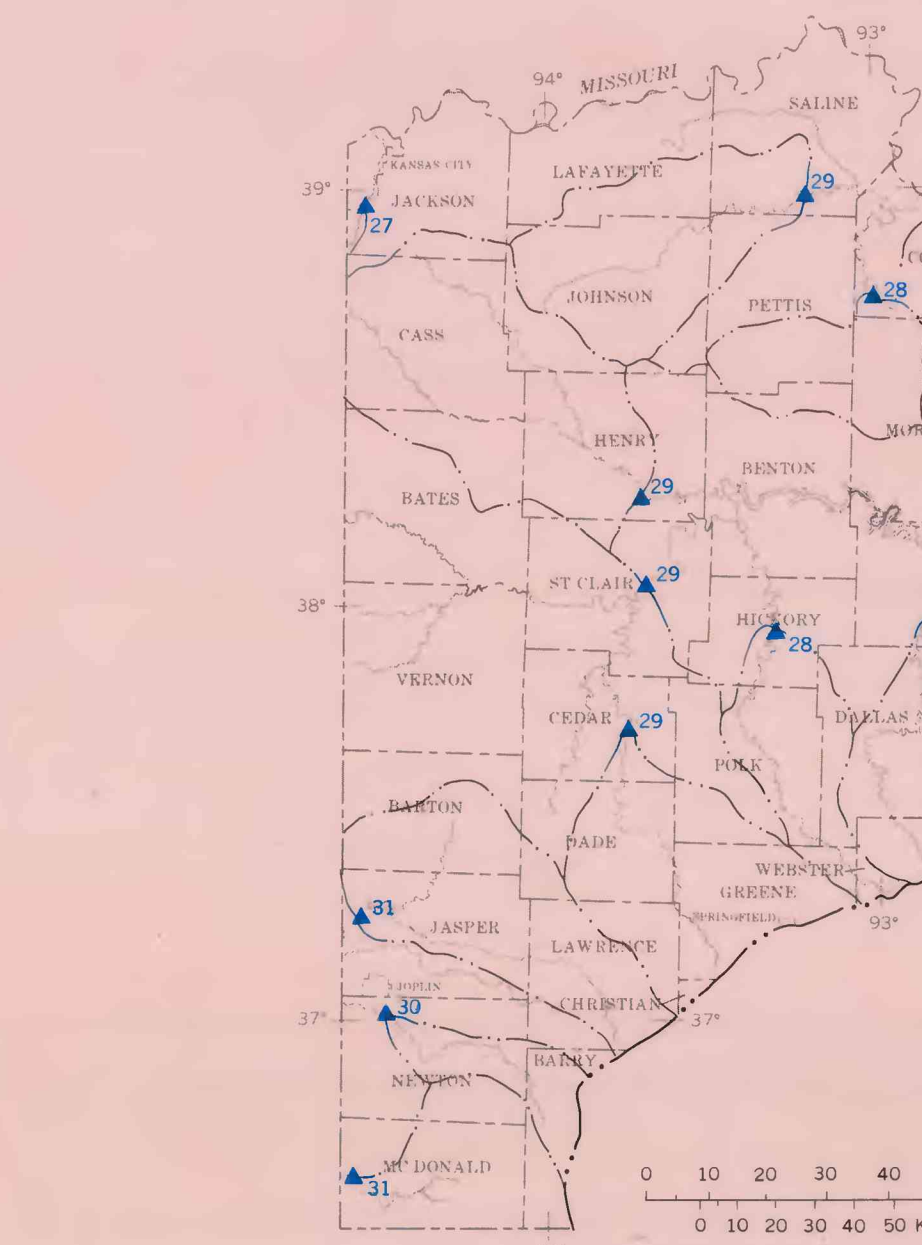 93°
94°
MISSOURI
SALINE
KANSAS CITY
LAFAYETTE
29
39°
JACKSON
27
28
JOHNSON
PETTIS
CASS
HENRY
BENTON
29
BATES
29
ST CLAIR
38°
HICKORY
28
VERNON
CEDAR
29
DALLAS
POLK
BARTON
DADE
WEBSTER
GREENE
SPRINGFIELD
31
93°
JASPER
LAWRENCE
JOPLIN
CHRISTIAN
30
37°
37°
BARRY
NEWTON
MC DONALD
31
0 10 20 30 40
0 10 20 30 40 50 K